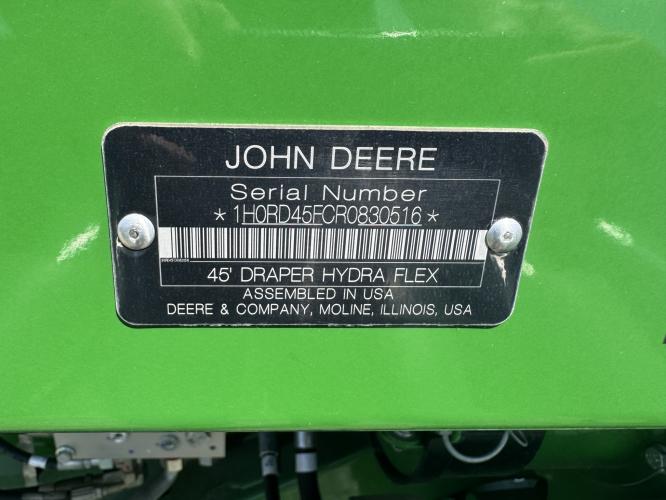 JOHN DEERE
Serial Number
*1H0RD45FCR0830516*
45' DRAPER HYDRA FLEX
ASSEMBLED IN USA
DEERE & COMPANY, MOLINE, ILLINOIS, USA